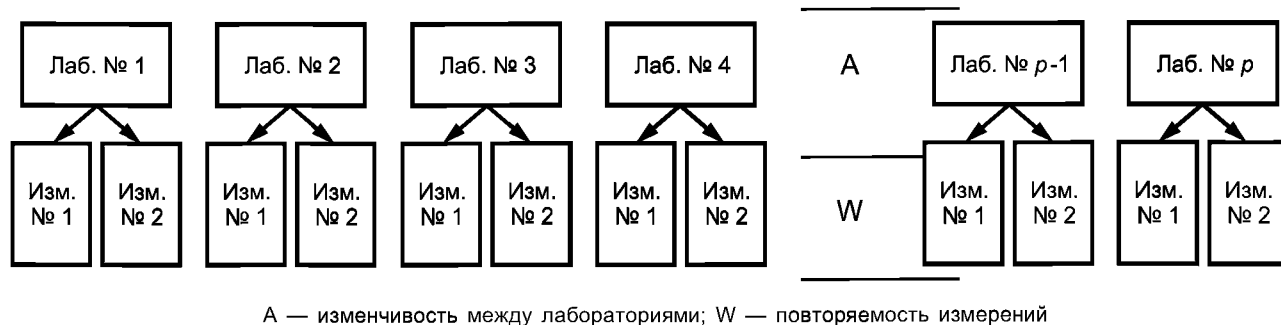 Лаб. № 1 Лаб. № 2 Лаб. № 3 Лаб. № 4 A Лаб. № p-1 Лаб. № p
Изм. Изм. Изм. Изм. Изм. Изм. Изм. Изм. W Изм. Изм. Изм. Изм.
№ 1 № 2 № 1 № 2 № 1 № 2 № 1 № 2 № 1 № 2 № 1 № 2
A — изменчивость между лабораториями; W — повторяемость измерений